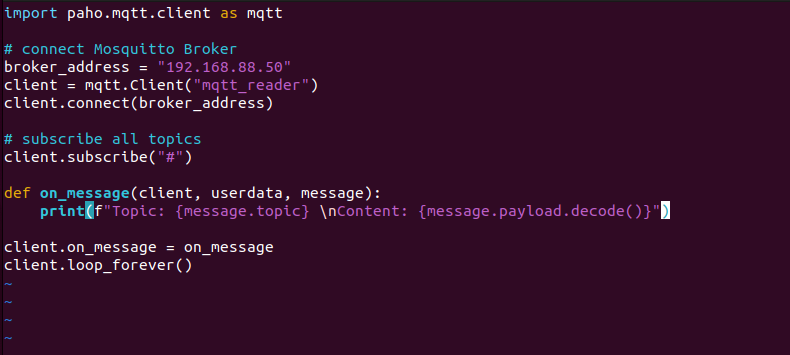 import paho.mqtt.client as mqtt
# connect Mosquitto Broker
broker_address = "192.168.88.50"
client = mqtt.Client("mqtt_reader")
client.connect(broker_address)
# subscribe all topics
client.subscribe("#")
def on_message(client, userdata, message):
    print(f"Topic: {message.topic} \nContent: {message.payload.decode()}")
client.on_message = on_message
client.loop_forever()
~
~
~
~